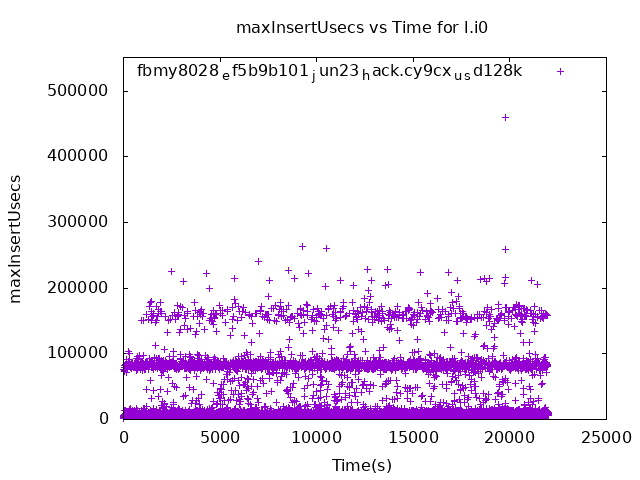 maxInsertUsecs vs Time for I.i0
fbmy8028ef5b9b101jun23hack.cy9cxusd128k
500000
400000
300000
200000
100000
0
maxInsertUsecs
0 5000 10000 15000 20000 25000
Time(s)